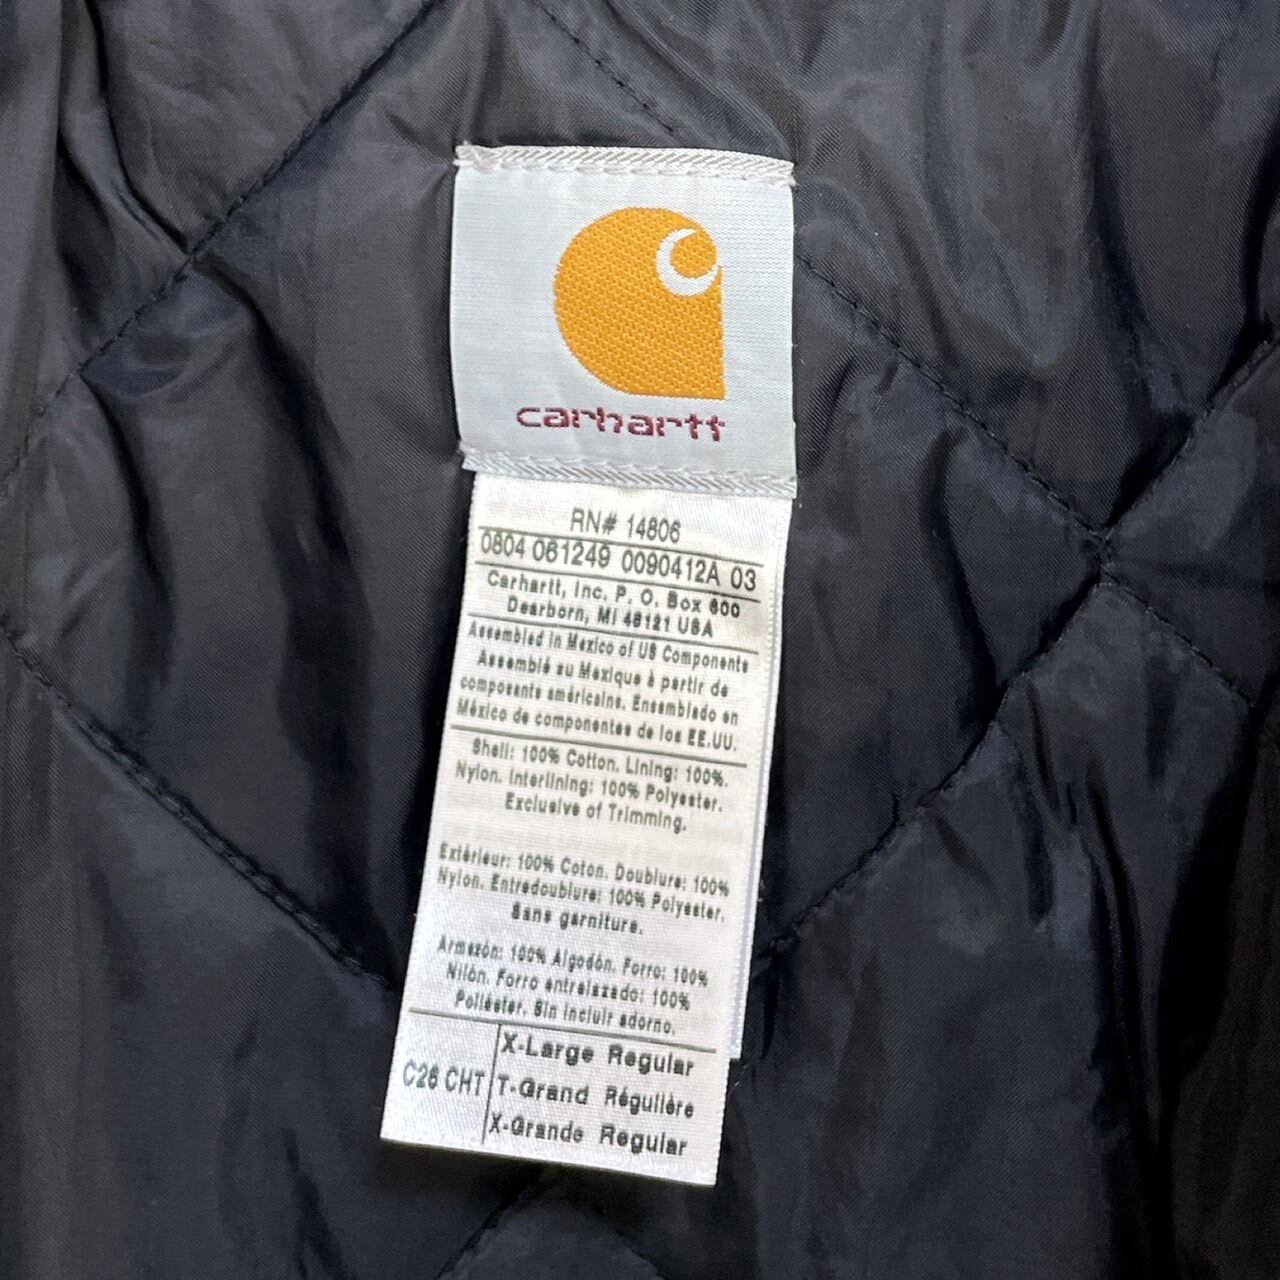 carhartt
RN# 14806
0804 061249 0090412A 03
Carhartt, Inc. P. O. Box 600
Dearborn, MI 48121 USA
Assembled in Mexico of US Components
Assemblé au Mexique à partir de
composants américains. Ensamblado en
México de componentes de los EE.UU.
Shell: 100% Cotton. Lining: 100%.
Nylon. Interlining: 100% Polyester.
Exclusive of Trimming.
Extérieur: 100% Coton. Doublure: 100%
Nylon. Entredoublure: 100% Polyester.
Sans garniture.
Armazón: 100% Algodón. Forro: 100%
Nilón. Forro entrelazado: 100%
Poliéster. Sin incluir adorno.
C26 CHT
X-Large Regular
T-Grand Régulière
X-Grande Regular